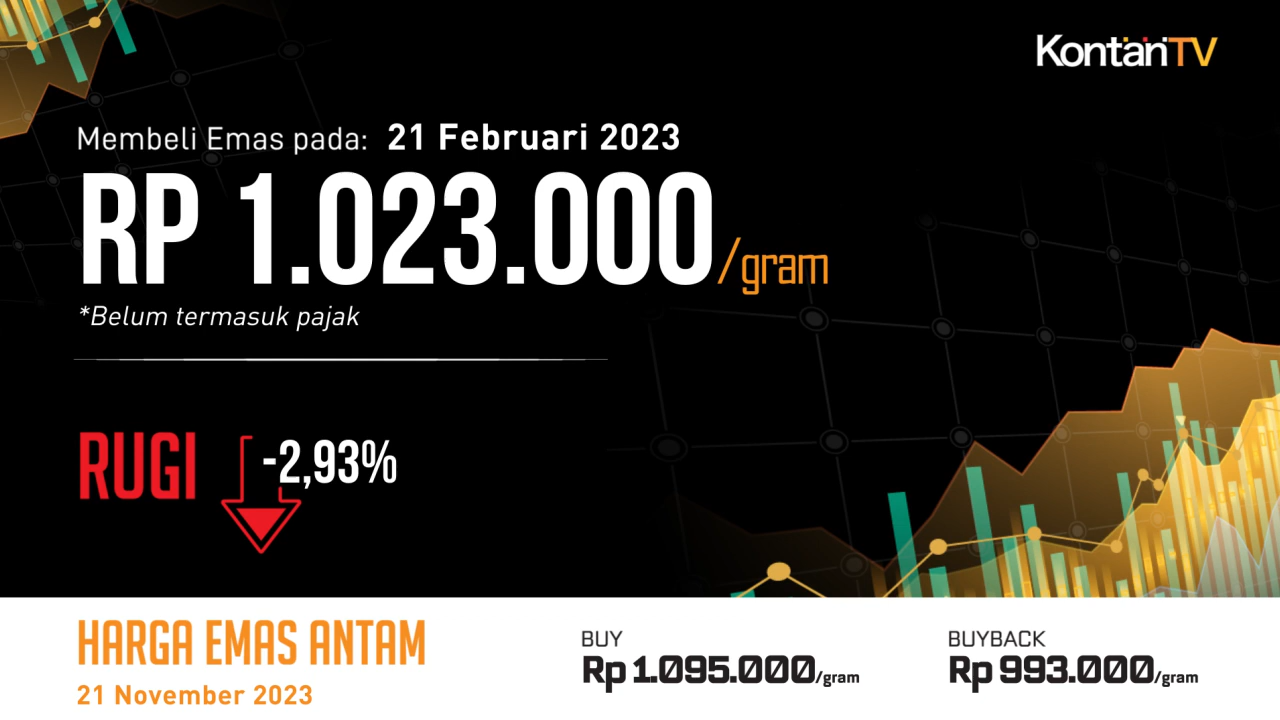 KontanTV
Membeli Emas pada: 21 Februari 2023
RP 1.023.000/gram
*Belum termasuk pajak
RUGI -2,93%
HARGA EMAS ANTAM
21 November 2023
BUY
Rp 1.095.000/gram
BUYBACK
Rp 993.000/gram